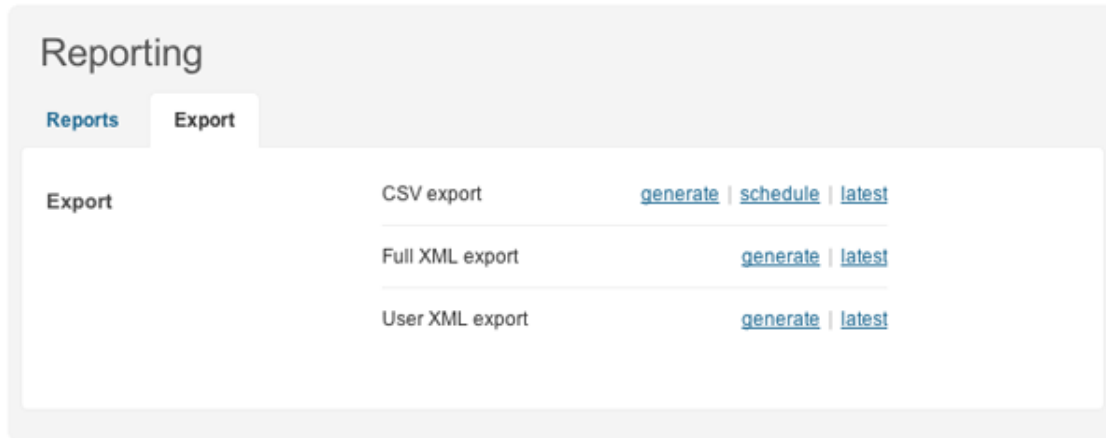 Reporting
Reports Export
Export
CSV export generate | schedule | latest
Full XML export generate | latest
User XML export generate | latest